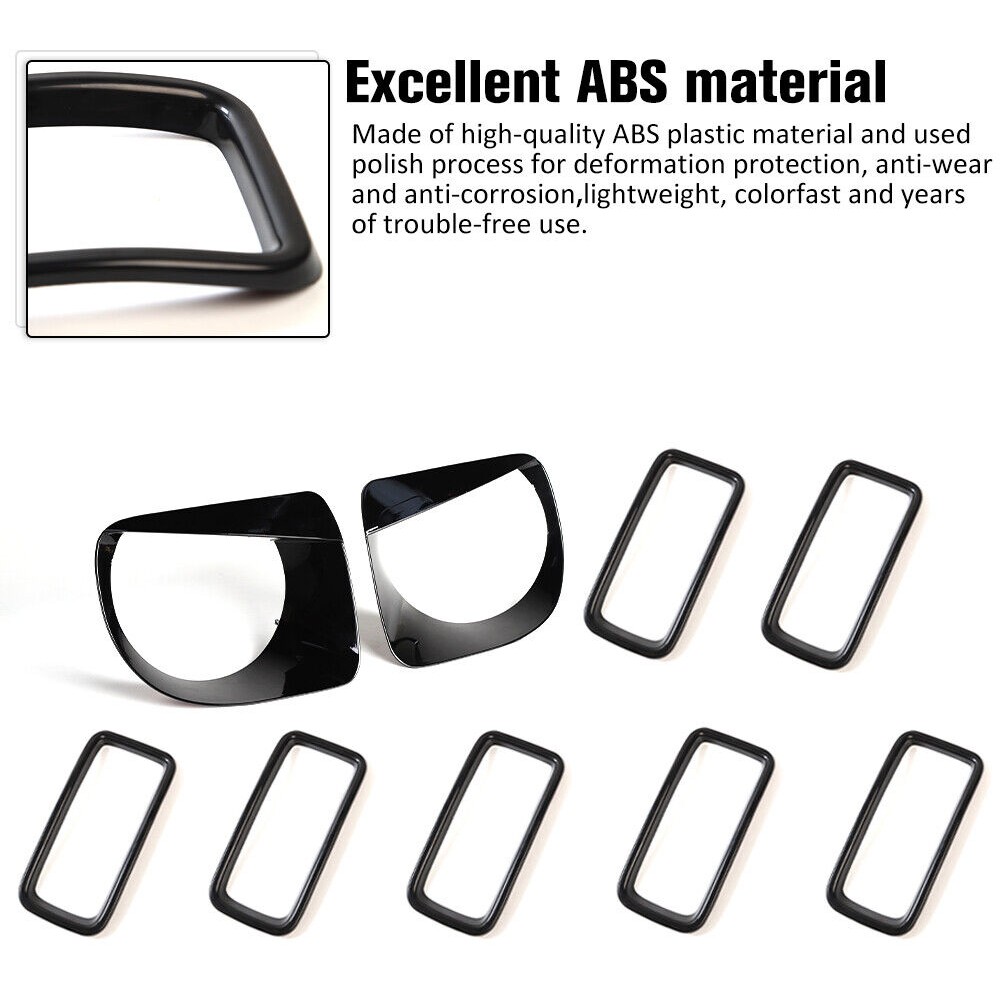 Excellent ABS material
Made of high-quality ABS plastic material and used
polish process for deformation protection, anti-wear
and anti-corrosion,lightweight, colorfast and years
of trouble-free use.